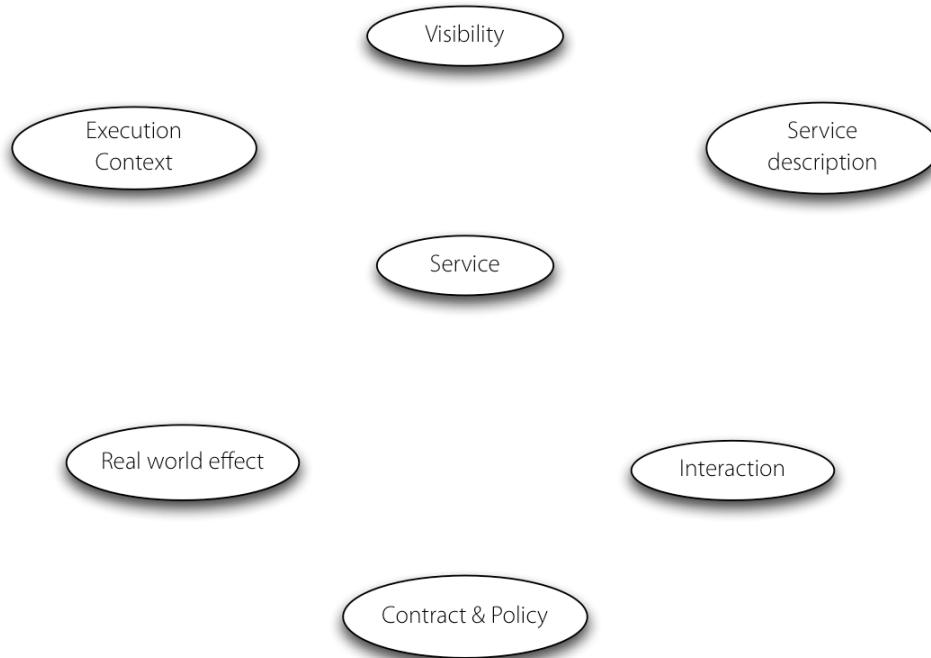 Visibility
Execution
Context
Service
description
Service
Real world effect
Interaction
Contract & Policy